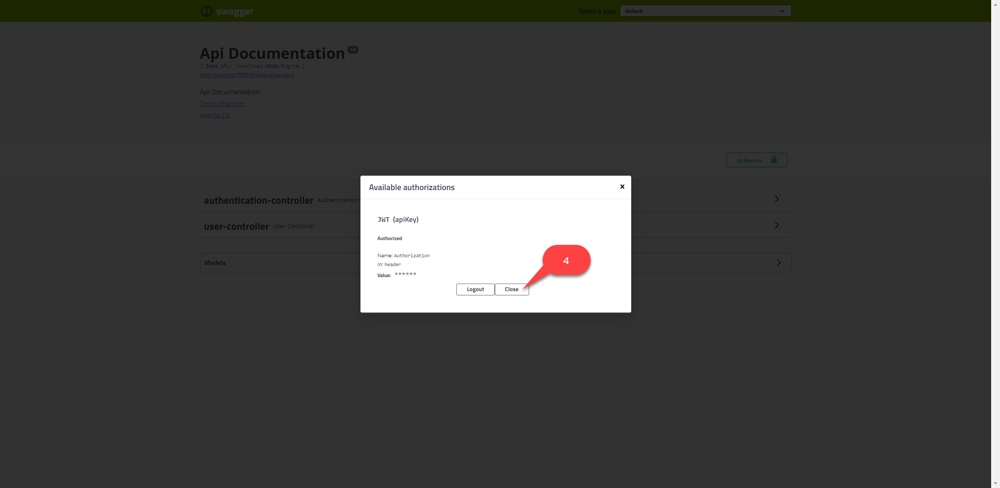 swagger
Select a spec default
Api Documentation 1.0
[ Base URL: localhost:9999/Engine ]
http://localhost:9999/Engine/v2/api-docs
Api Documentation
Terms of service
Apache 2.0
Authorize
Available authorizations
authentication-controller Authentication
user-controller User Controller
Models
JWT (apiKey)
Authorized
Name: Authorization
In: header
Value: ******
4
Logout Close